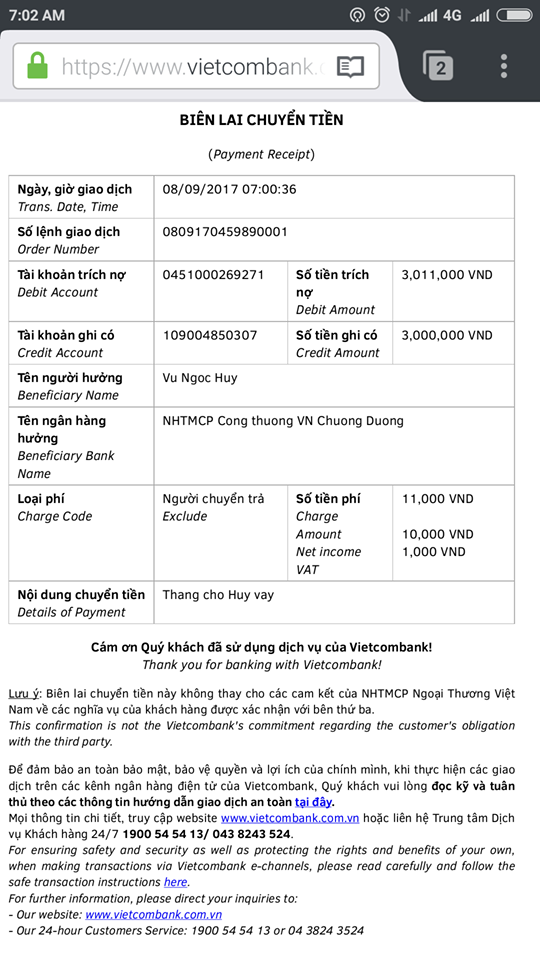 7:02 AM 4G
https://www.vietcombank.c
2
BIÊN LAI CHUYỂN TIỀN
(Payment Receipt)
Ngày, giờ giao dịch
Trans. Date, Time
08/09/2017 07:00:36
Số lệnh giao dịch
Order Number
0809170459890001
Tài khoản trích nợ
Debit Account
0451000269271
Số tiền trích
nợ
Debit Amount
3,011,000 VND
Tài khoản ghi có
Credit Account
109004850307
Số tiền ghi có
Credit Amount
3,000,000 VND
Tên người hưởng
Beneficiary Name
Vu Ngoc Huy
Tên ngân hàng
hưởng
Beneficiary Bank
Name
NHTMCP Cong thuong VN Chuong Duong
Loại phí
Charge Code
Người chuyển trả
Exclude
Số tiền phí
Charge
Amount
Net income
VAT
11,000 VND
10,000 VND
1,000 VND
Nội dung chuyển tiền
Details of Payment
Thang cho Huy vay
Cám ơn Quý khách đã sử dụng dịch vụ của Vietcombank!
Thank you for banking with Vietcombank!
Lưu ý: Biên lai chuyển tiền này không thay cho các cam kết của NHTMCP Ngoại Thương Việt
Nam về các nghĩa vụ của khách hàng được xác nhận với bên thứ ba.
This confirmation is not the Vietcombank's commitment regarding the customer's obligation
with the third party.
Để đảm bảo an toàn bảo mật, bảo vệ quyền và lợi ích của chính mình, khi thực hiện các giao
dịch trên các kênh ngân hàng điện tử của Vietcombank, Quý khách vui lòng đọc kỹ và tuân
thủ theo các thông tin hướng dẫn giao dịch an toàn tại đây.
Mọi thông tin chi tiết, truy cập website www.vietcombank.com.vn hoặc liên hệ Trung tâm Dịch
vụ Khách hàng 24/7 1900 54 54 13/ 043 8243 524.
For ensuring safety and security as well as protecting the rights and benefits of your own,
when making transactions via Vietcombank e-channels, please read carefully and follow the
safe transaction instructions here.
For further information, please direct your inquiries to:
- Our website: www.vietcombank.com.vn
- Our 24-hour Customers Service: 1900 54 54 13 or 04 3824 3524